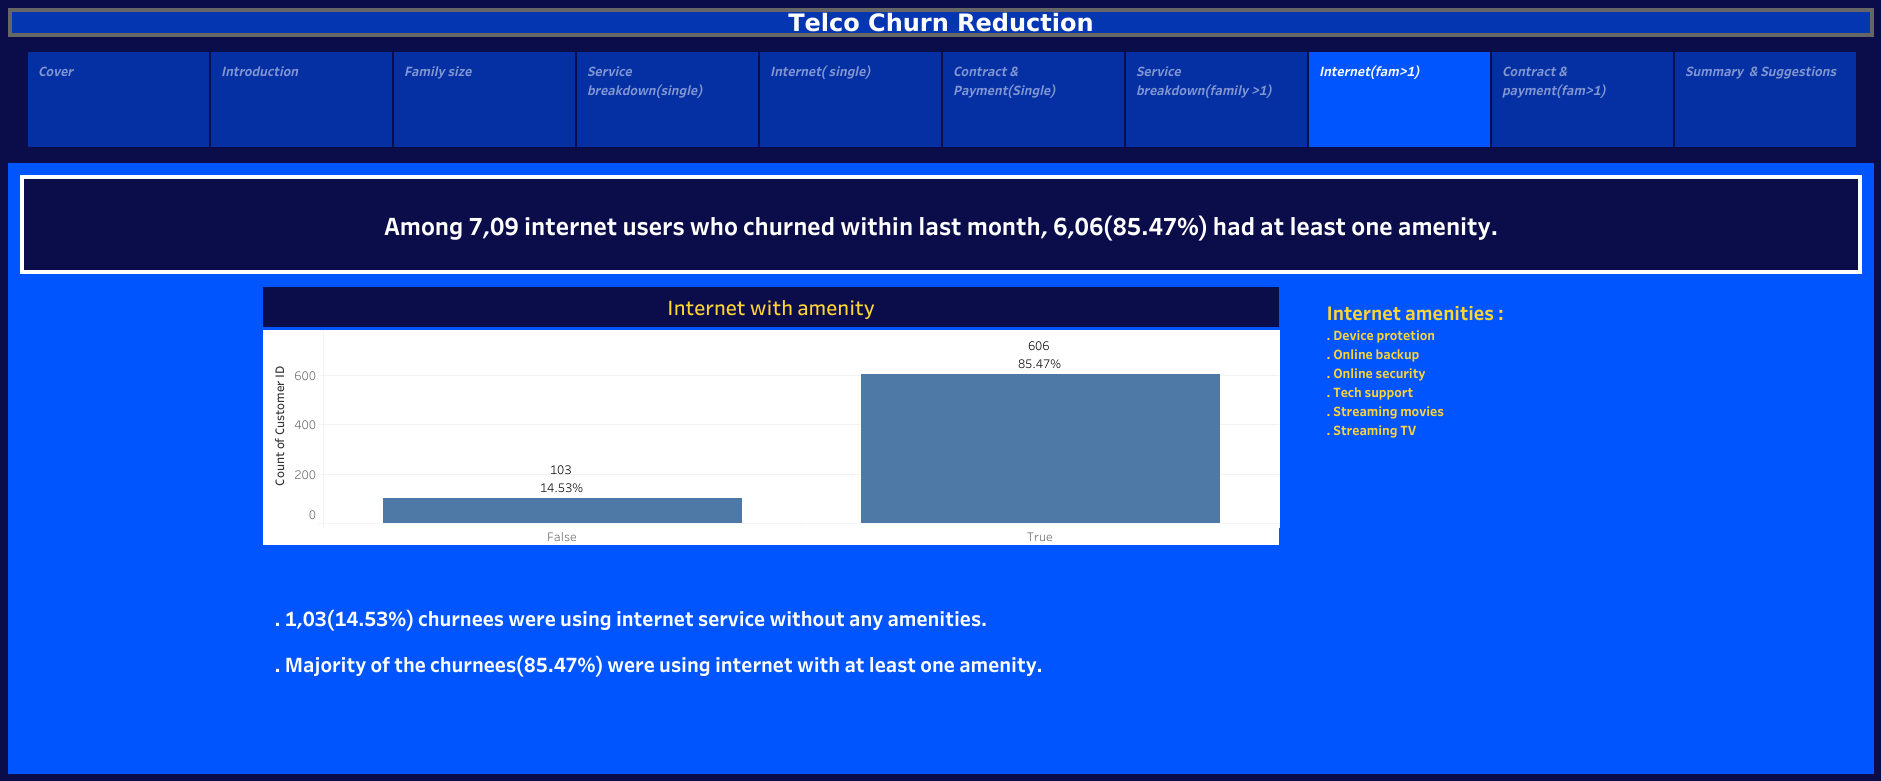 Telco Churn Reduction
Cover
Introduction
Family size
Service
breakdown(single)
Internet( single)
Contract &
Payment(Single)
Service
breakdown(family >1)
Internet(fam>1)
Contract &
payment(fam>1)
Summary & Suggestions
Among 7,09 internet users who churned within last month, 6,06(85.47%) had at least one amenity.
Internet with amenity
Count of Customer ID
600
400
200
0
103
14.53%
606
85.47%
False
True
Internet amenities :
. Device protetion
. Online backup
. Online security
. Tech support
. Streaming movies
. Streaming TV
. 1,03(14.53%) churnees were using internet service without any amenities.
. Majority of the churnees(85.47%) were using internet with at least one amenity.